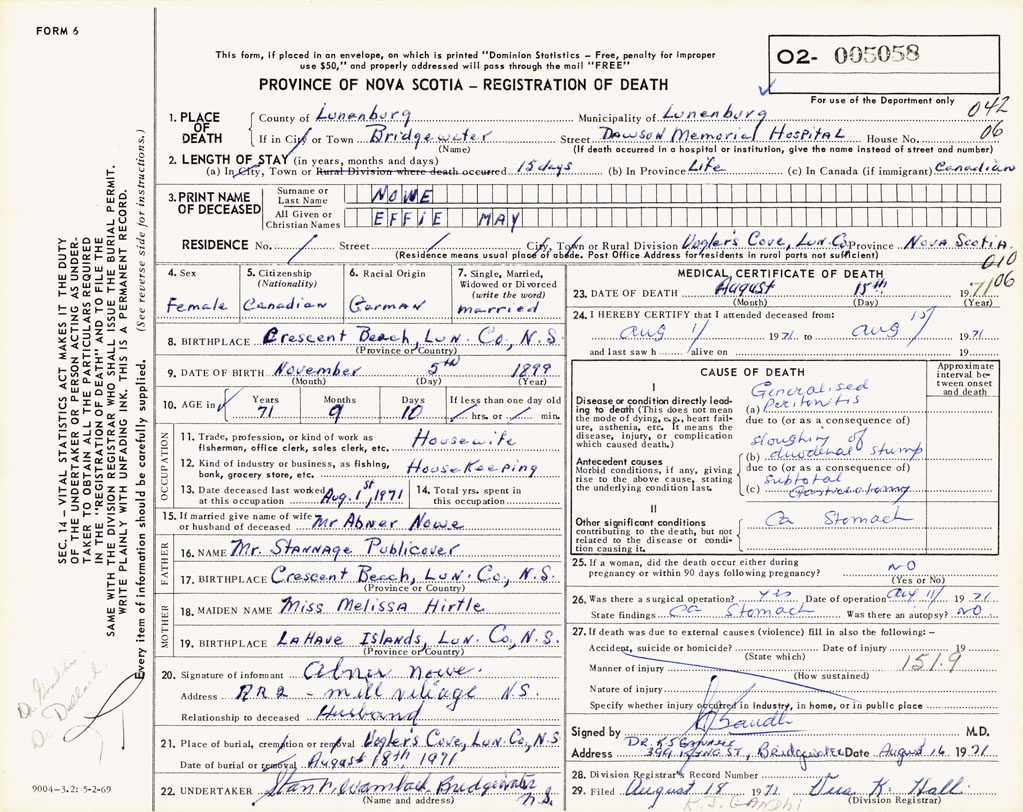 FORM 6
This form, if placed in an envelope, on which is printed "Dominion Statistics – Free, penalty for improper
use $50," and properly addressed will pass through the mail "FREE"
PROVINCE OF NOVA SCOTIA – REGISTRATION OF DEATH
O2- 005058
For use of the Department only
042
06
1. PLACE OF DEATH
County of Lunenburg Municipality of Lunenburg
If in City or Town Bridgewater Street Dawson Memorial Hospital House No.
(Name) (If death occurred in a hospital or institution, give the name instead of street and number)
2. LENGTH OF STAY (in years, months and days)
(a) In City, Town or Rural Division where death occurred 15 days (b) In Province Life (c) In Canada (if immigrant) Canadian
3. PRINT NAME OF DECEASED
Surname or Last Name NOWE
All Given or Christian Names EFFiE MAY
RESIDENCE No. Street City, Town or Rural Division Vogler's Cove, Lun. Co. Province Nova Scotia.
(Residence means usual place of abode. Post Office Address for residents in rural parts not sufficient)
010
06
4. Sex Female
5. Citizenship (Nationality) Canadian
6. Racial Origin German
7. Single, Married, Widowed or Divorced (write the word) married
8. BIRTHPLACE Crescent Beach, Lun. Co., N.S.
(Province or Country)
9. DATE OF BIRTH November 5th 1899
(Month) (Day) (Year)
10. AGE in Years 71 Months 9 Days 10 If less than one day old hrs. or min.
OCCUPATION
11. Trade, profession, or kind of work as fisherman, office clerk, sales clerk, etc. Housewife
12. Kind of industry or business, as fishing, bank, grocery store, etc. House Keeping
13. Date deceased last worked at this occupation Aug. 1st, 1971
14. Total yrs. spent in this occupation
15. If married give name of wife or husband of deceased Mr Abner Nowe
FATHER
16. NAME Mr. Stannage Publicover
17. BIRTHPLACE Crescent Beach, Lun. Co., N.S.
(Province or Country)
MOTHER
18. MAIDEN NAME Miss Melissa Hirtle
19. BIRTHPLACE LaHave Islands, Lun. Co., N.S.
(Province or Country)
20. Signature of informant Abner Nowe.
Address RR2 – Mill Village N.S.
Relationship to deceased Husband
21. Place of burial, cremation or removal Vogler's Cove, Lun. Co., N.S
Date of burial or removal August 18th 1971
22. UNDERTAKER Bridgewater N.S.
(Name and address)
MEDICAL CERTIFICATE OF DEATH
23. DATE OF DEATH August 15th 1971
(Month) (Day) (Year)
24. I HEREBY CERTIFY that I attended deceased from:
Aug 11 1971 to Aug 15 1971
and last saw h alive on 19
CAUSE OF DEATH
Approximate interval between onset and death
I
Disease or condition directly leading to death (This does not mean the mode of dying, e.g., heart failure, asthenia, etc. It means the disease, injury, or complication which caused death.)
(a) Generalised Peritonitis
due to (or as a consequence of)
Antecedent causes
Morbid conditions, if any, giving rise to the above cause, stating the underlying condition last.
(b) sloughing of duodenal stump
due to (or as a consequence of)
(c) Subtotal Gastrectomy
II
Other significant conditions contributing to the death, but not related to the disease or condition causing it.
Ca Stomach
25. If a woman, did the death occur either during pregnancy or within 90 days following pregnancy? NO
(Yes or No)
26. Was there a surgical operation? yes Date of operation Aug 11/ 1971
State findings Ca Stomach Was there an autopsy? NO
27. If death was due to external causes (violence) fill in also the following: –
Accident, suicide or homicide? Date of injury 19
(State which)
151.9
Manner of injury
(How sustained)
Nature of injury
Specify whether injury occurred in industry, in home, or in public place
Signed by M.D.
Address 399 King St, Bridgewater Date August 16 1971
28. Division Registrar's Record Number
29. Filed August 18 1971 K. Hall
(Division Registrar)
K. S. GANDHI
SEC. 14 – VITAL STATISTICS ACT MAKES IT THE DUTY
OF THE UNDERTAKER OR PERSON ACTING AS UNDER-
TAKER TO OBTAIN ALL THE PARTICULARS REQUIRED
IN THE "REGISTRATION OF DEATH" AND TO FILE THE
SAME WITH THE DIVISION REGISTRAR WHO SHALL ISSUE THE BURIAL PERMIT.
WRITE PLAINLY WITH UNFADING INK. THIS IS A PERMANENT RECORD.
Every item of information should be carefully supplied. (See reverse side for instructions.)
9004-3.2: 5-2-69